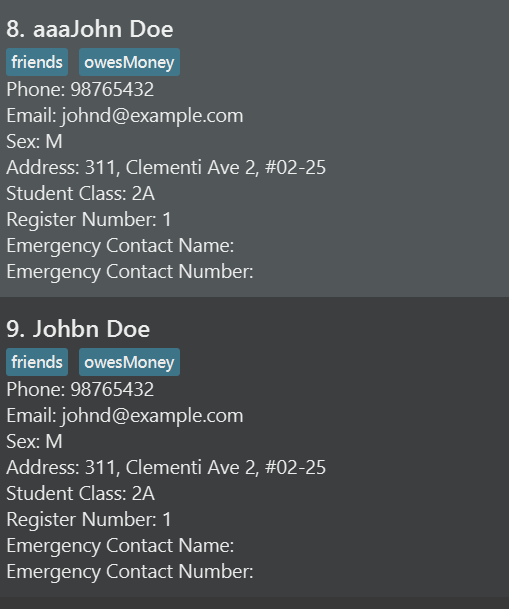 8. aaaJohn Doe
friends owesMoney
Phone: 98765432
Email: johnd@example.com
Sex: M
Address: 311, Clementi Ave 2, #02-25
Student Class: 2A
Register Number: 1
Emergency Contact Name:
Emergency Contact Number:
9. Johbn Doe
friends owesMoney
Phone: 98765432
Email: johnd@example.com
Sex: M
Address: 311, Clementi Ave 2, #02-25
Student Class: 2A
Register Number: 1
Emergency Contact Name:
Emergency Contact Number: